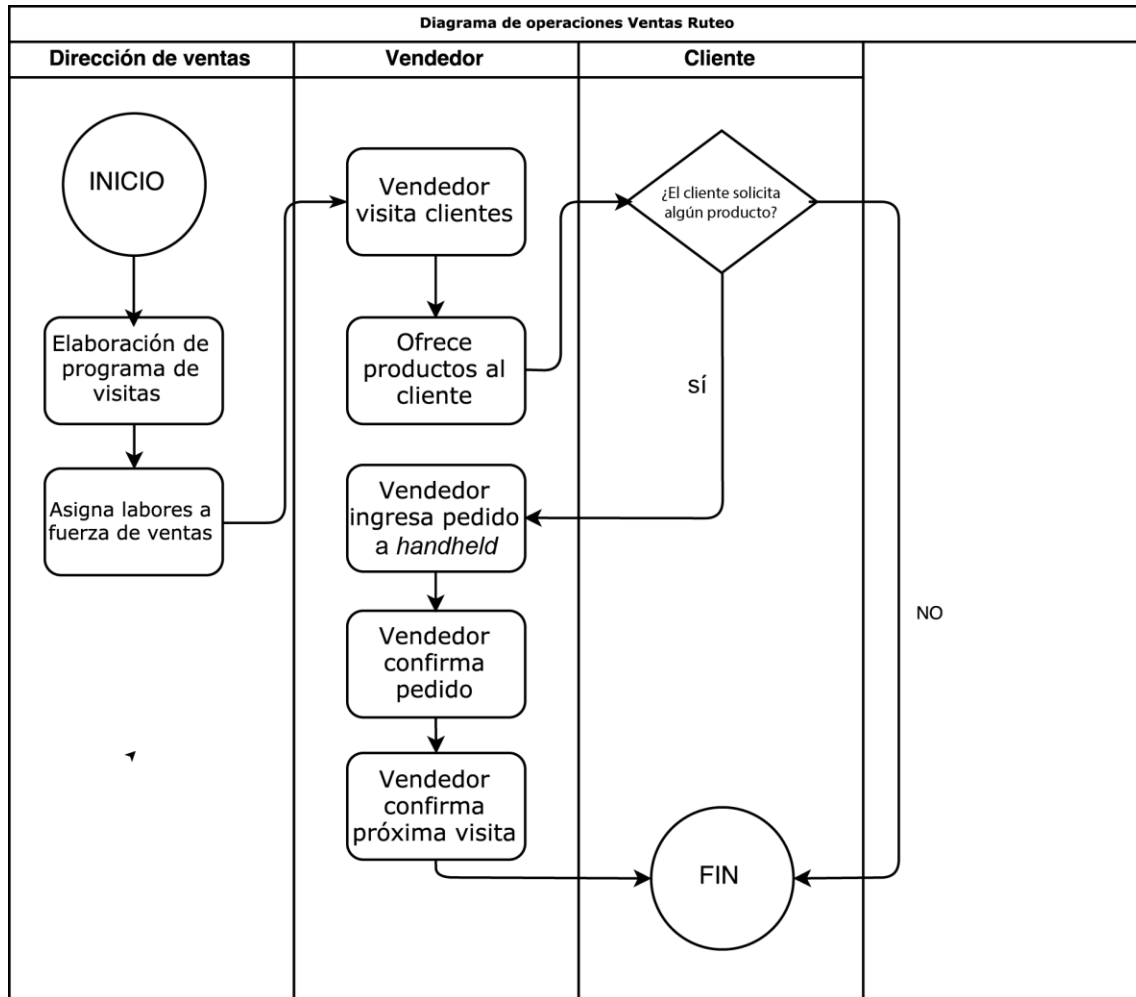 Diagrama de operaciones Ventas Ruteo
Dirección de ventas
Vendedor
Cliente
INICIO
Elaboración de
programa de
visitas
Asigna labores a
fuerza de ventas
Vendedor
visita clientes
Ofrece
productos al
cliente
¿El cliente solicita
algún producto?
sí
NO
Vendedor
ingresa pedido
a handheld
Vendedor
confirma
pedido
Vendedor
confirma
próxima visita
FIN